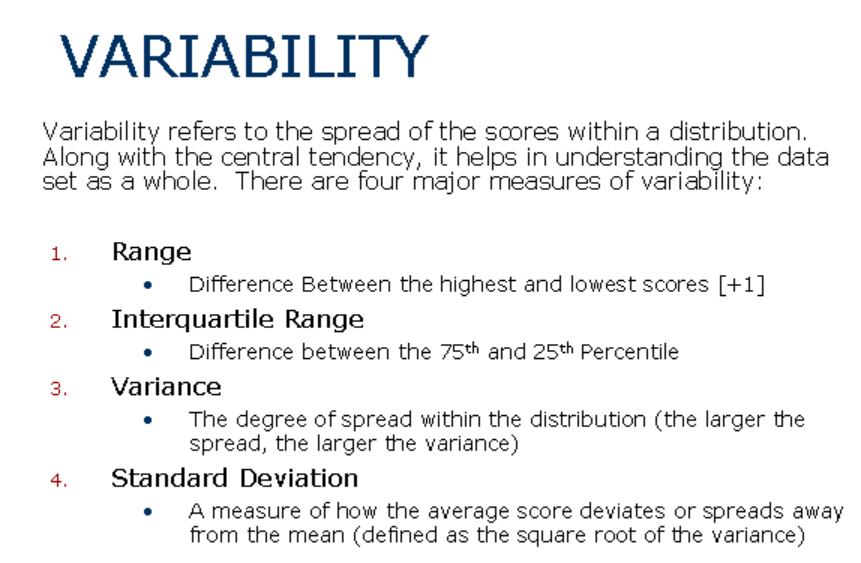 VARIABILITY
Variability refers to the spread of the scores within a distribution.
Along with the central tendency, it helps in understanding the data
set as a whole.  There are four major measures of variability:
1. Range
• Difference Between the highest and lowest scores [+1]
2. Interquartile Range
• Difference between the 75th and 25th Percentile
3. Variance
• The degree of spread within the distribution (the larger the
spread, the larger the variance)
4. Standard Deviation
• A measure of how the average score deviates or spreads away
from the mean (defined as the square root of the variance)